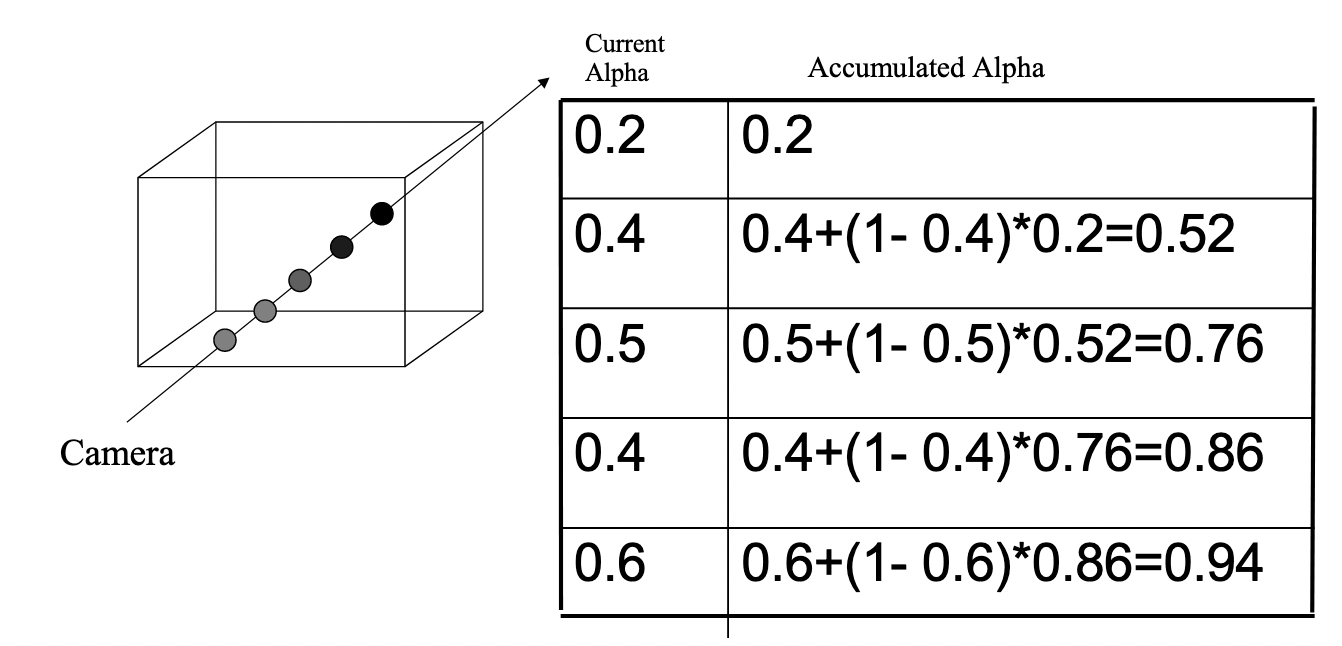 Current
Alpha
Accumulated Alpha
0.2 0.2
0.4 0.4+(1- 0.4)*0.2=0.52
0.5 0.5+(1- 0.5)*0.52=0.76
0.4 0.4+(1- 0.4)*0.76=0.86
0.6 0.6+(1- 0.6)*0.86=0.94
Camera